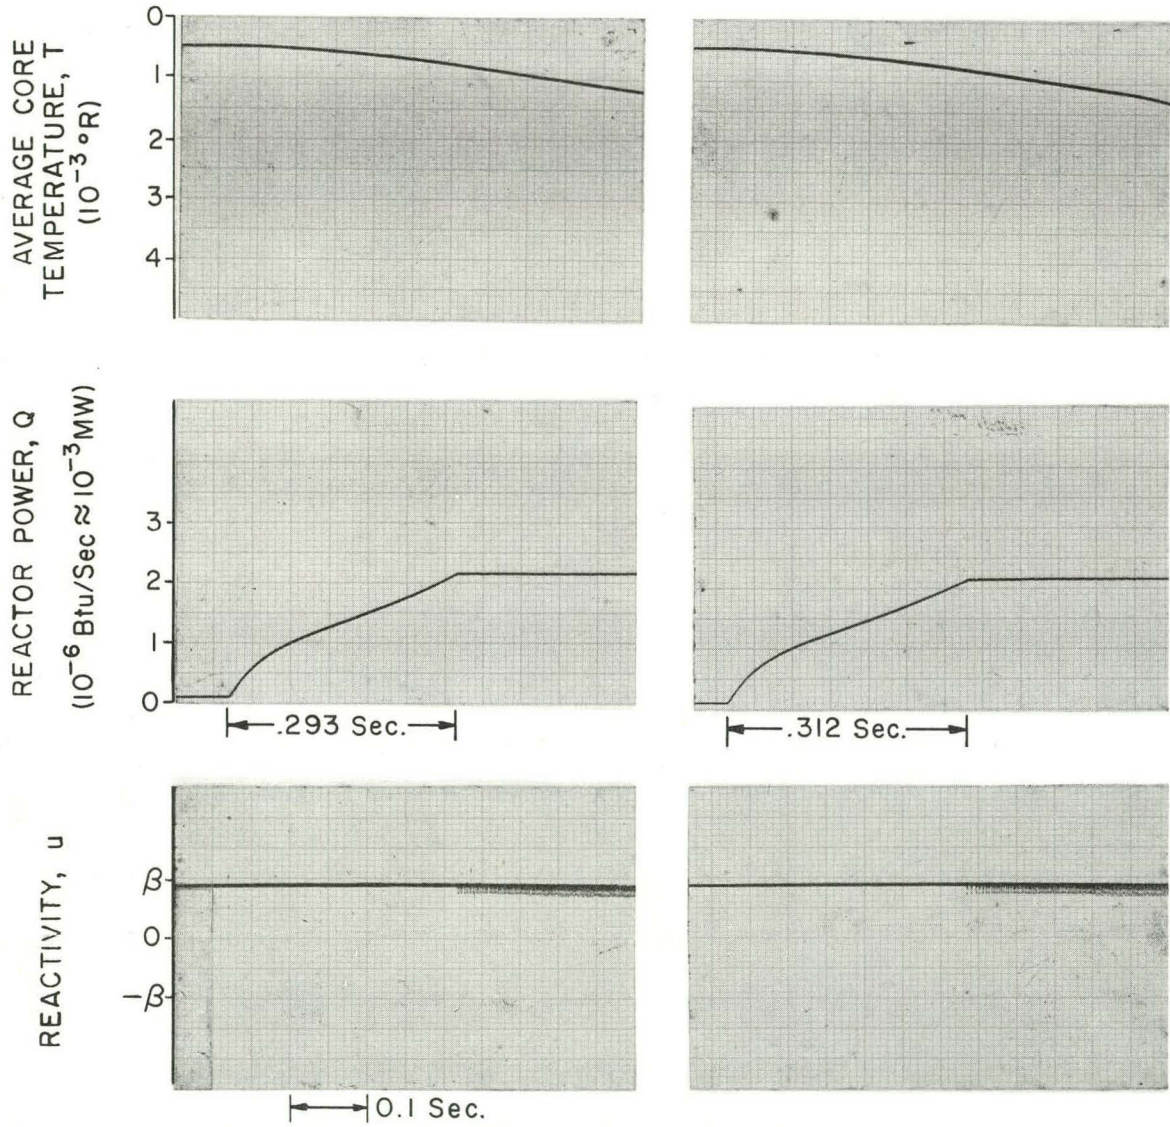 AVERAGE CORE
TEMPERATURE, T
(10⁻³ °R)
0
1
2
3
4
REACTOR POWER, Q
(10⁻⁶ Btu/Sec ≈ 10⁻³ MW)
3
2
1
0
.293 Sec.
.312 Sec.
REACTIVITY, u
β
0
-β
0.1 Sec.